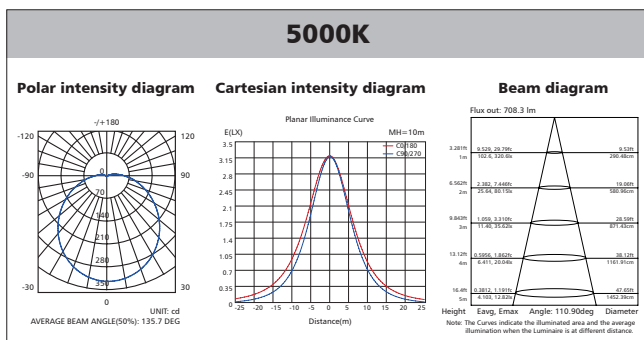 5000K
Polar intensity diagram
-/+180
-120
120
-90
90
0
70
140
210
280
350
-30
30
0
UNIT: cd
AVERAGE BEAM ANGLE(50%): 135.7 DEG
Cartesian intensity diagram
Planar Illuminance Curve
E(LX)
MH=10m
C0/180
C90/270
3.5
3.15
2.8
2.45
2.1
1.75
1.4
1.05
0.7
0.35
0
-25 -20 -15 -10 -5 0 5 10 15 20 25
Distance(m)
Beam diagram
Flux out: 708.3 lm
3.281ft 9.529, 29.79fc 9.53ft
1m 102.6, 320.6lx 290.48cm
6.562ft 2.382, 7.446fc 19.06ft
2m 25.64, 80.15lx 580.96cm
9.843ft 1.059, 3.310fc 28.59ft
3m 11.40, 35.62lx 871.43cm
13.12ft 0.5956, 1.862fc 38.12ft
4m 6.411, 20.04lx 1161.91cm
16.4ft 0.3812, 1.191fc 47.65ft
5m 4.103, 12.82lx 1452.39cm
Height Eavg, Emax Angle: 110.90deg Diameter
Note: The Curves indicate the illuminated area and the average
illumination when the Luminaire is at different distance.